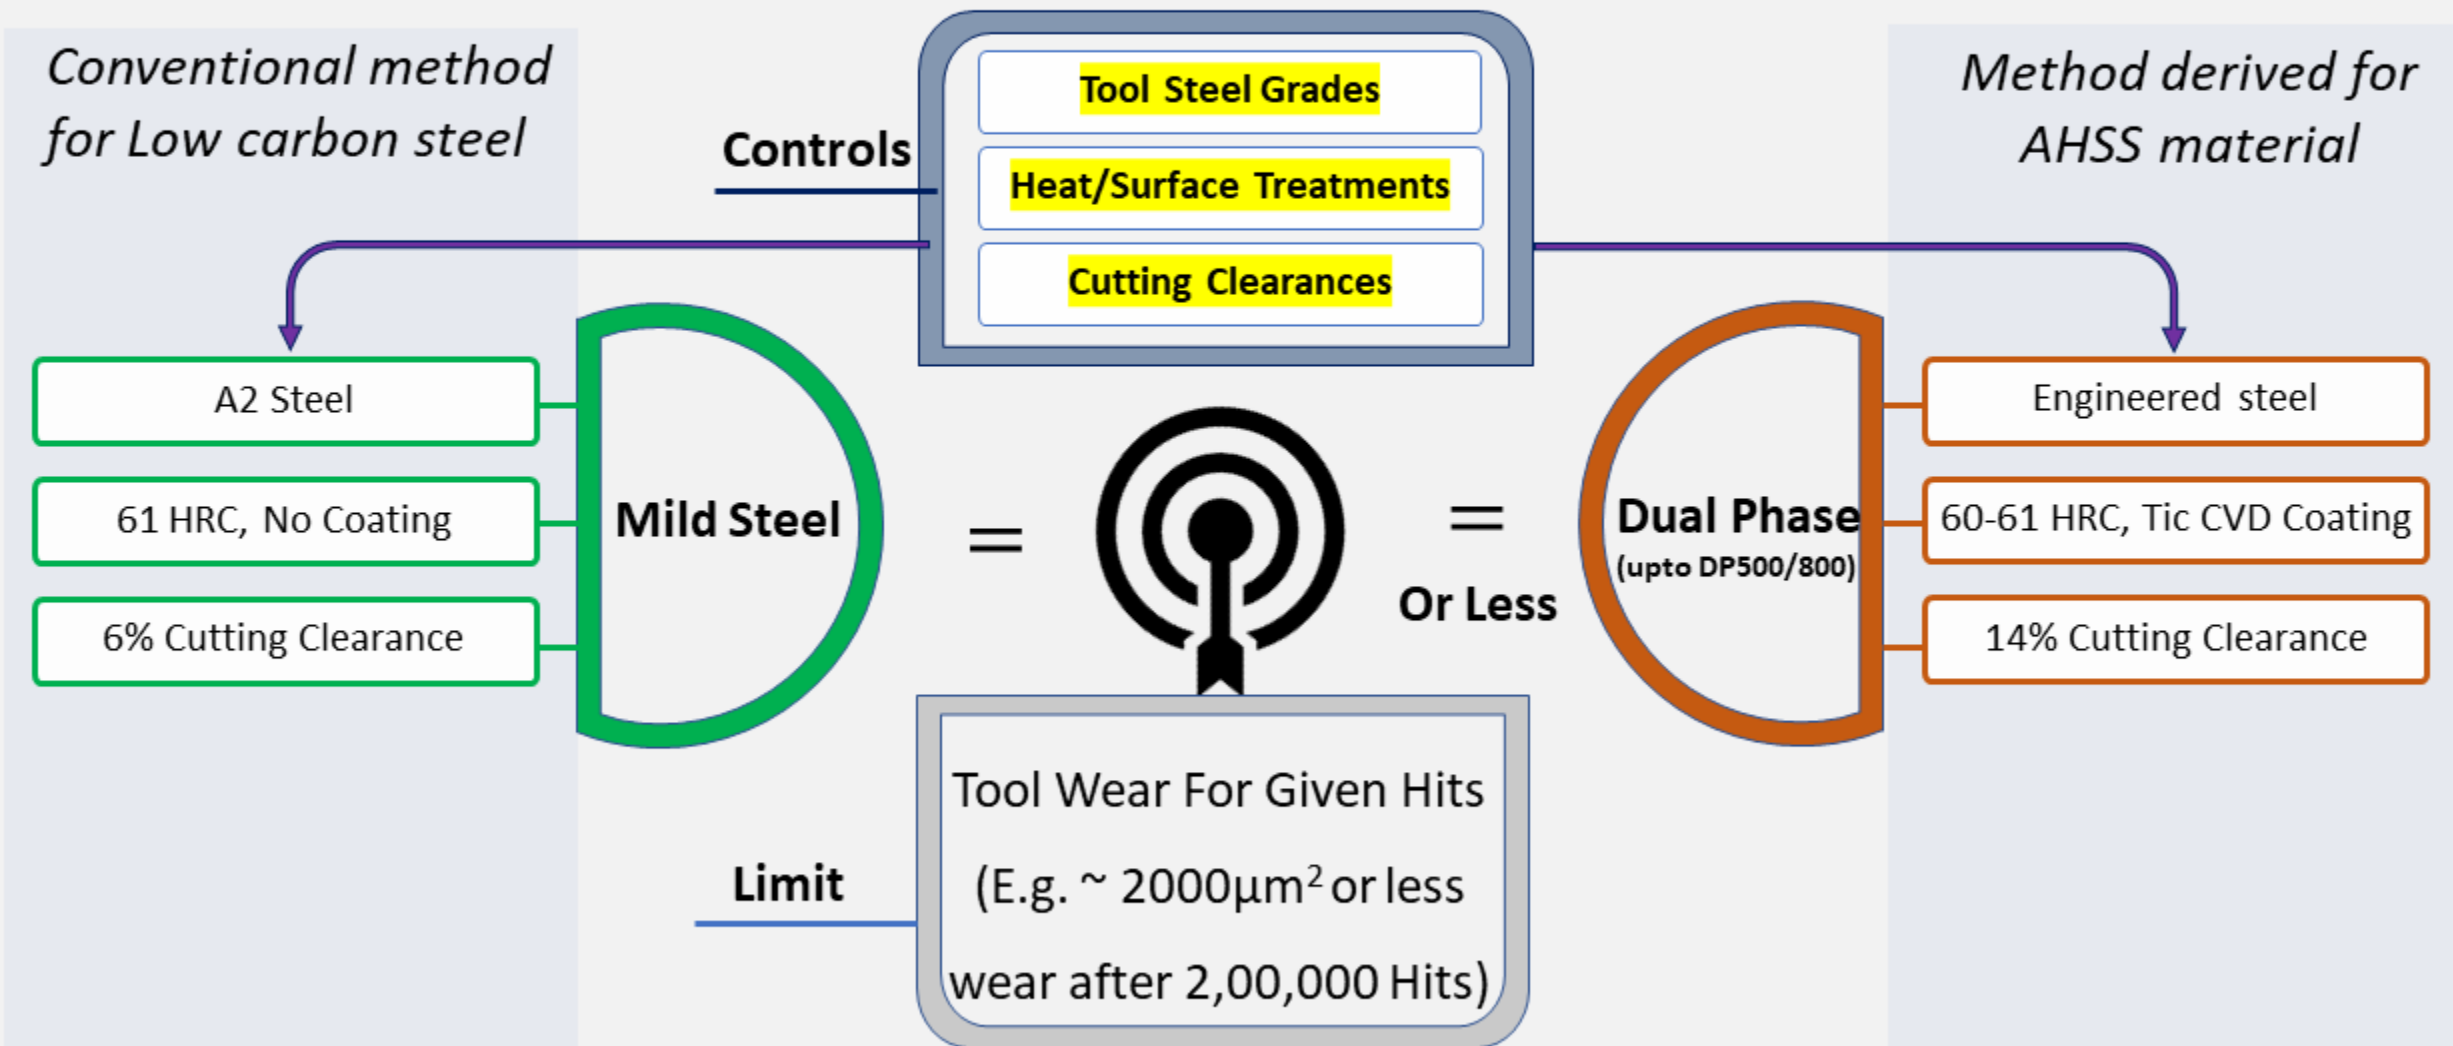 Conventional method
for Low carbon steel
Controls
Tool Steel Grades
Heat/Surface Treatments
Cutting Clearances
Method derived for
AHSS material
A2 Steel
61 HRC, No Coating
6% Cutting Clearance
Mild Steel
=
=
Or Less
Dual Phase
(upto DP500/800)
Engineered steel
60-61 HRC, Tic CVD Coating
14% Cutting Clearance
Limit
Tool Wear For Given Hits
(E.g. ~ 2000µm² or less
wear after 2,00,000 Hits)